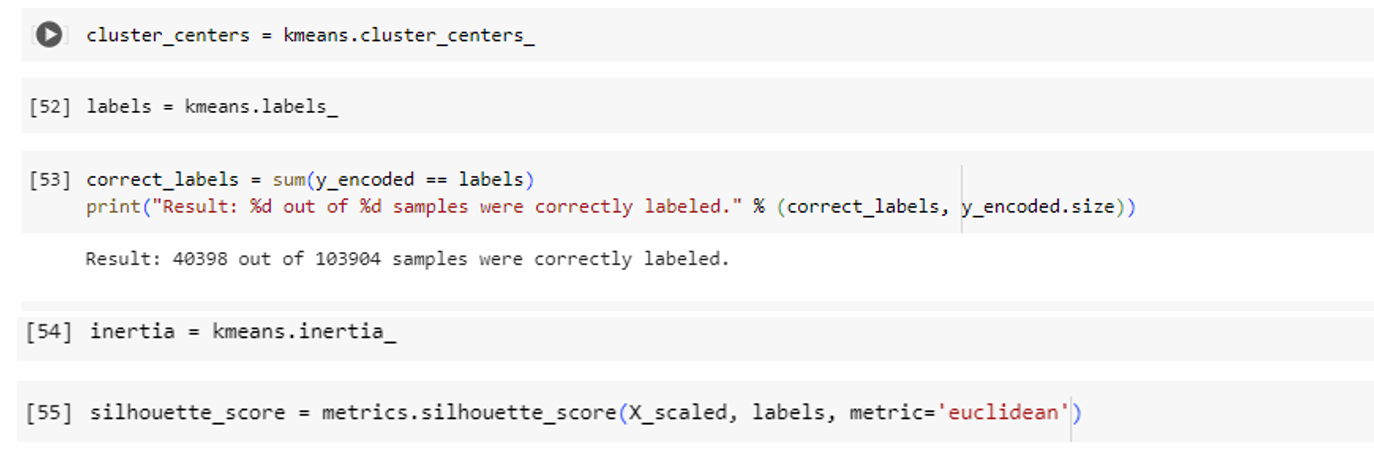 cluster_centers = kmeans.cluster_centers_
[52] labels = kmeans.labels_
[53] correct_labels = sum(y_encoded == labels)
print("Result: %d out of %d samples were correctly labeled." % (correct_labels, y_encoded.size))
Result: 40398 out of 103904 samples were correctly labeled.
[54] inertia = kmeans.inertia_
[55] silhouette_score = metrics.silhouette_score(X_scaled, labels, metric='euclidean')